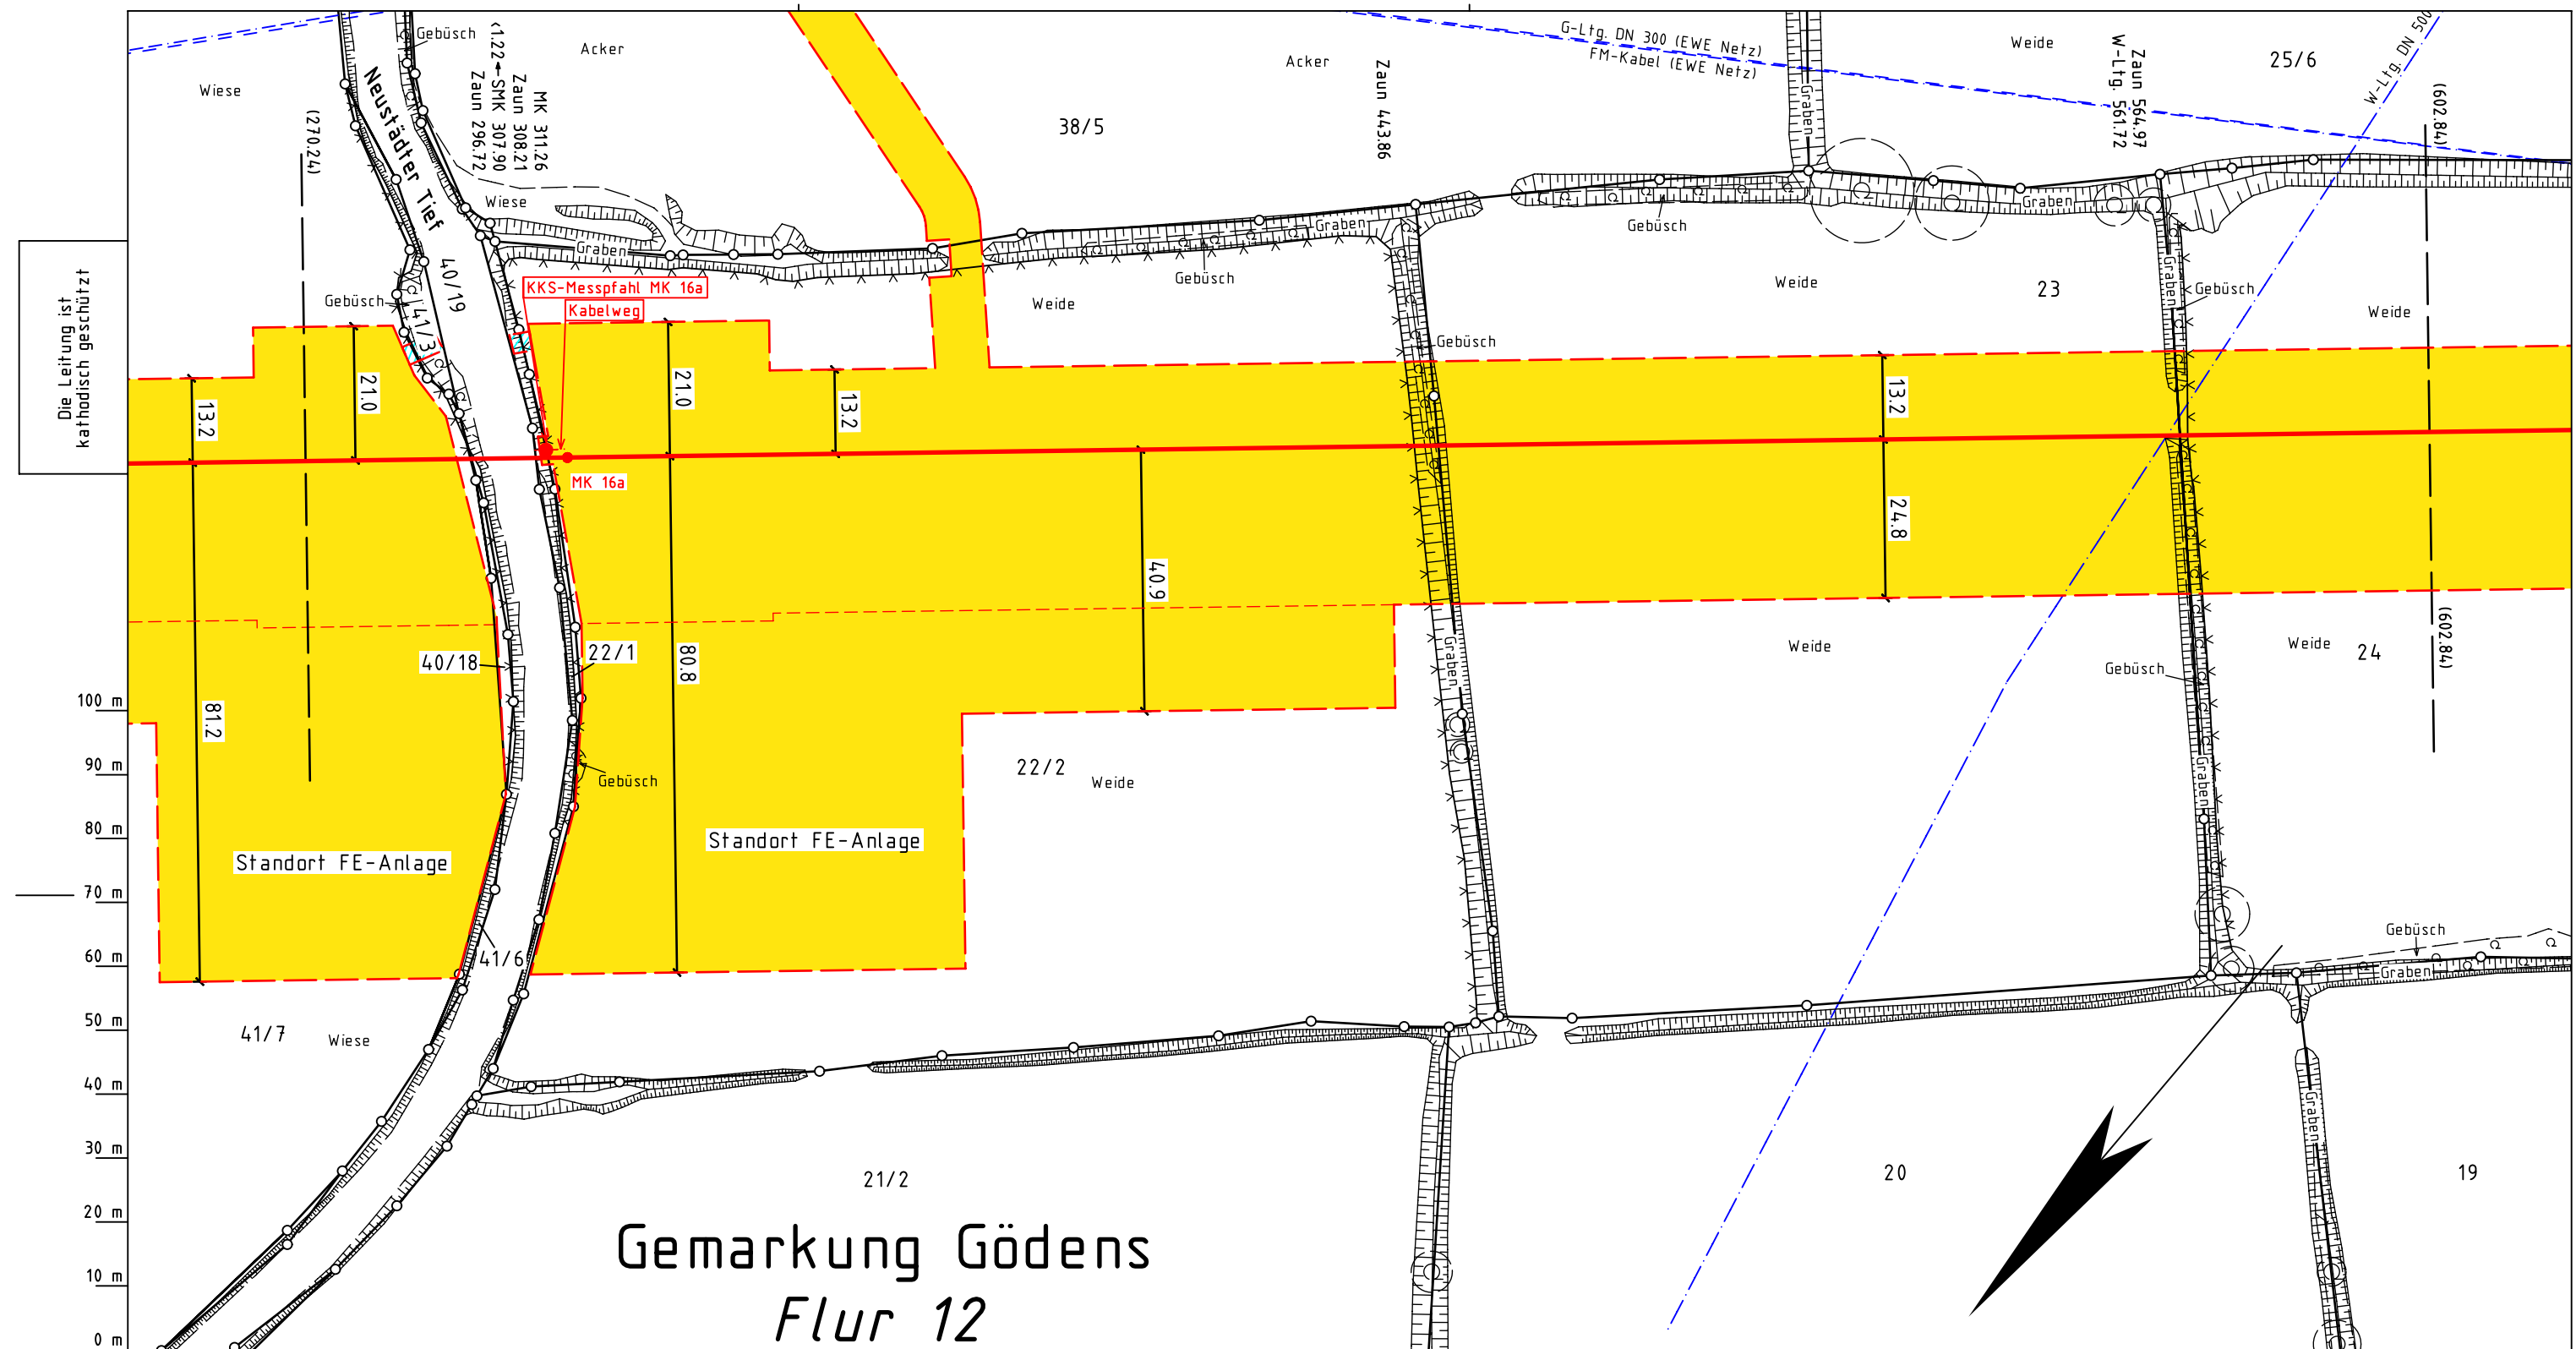 Gebüsch
Acker
Wiese
Neustädter Tief
<1.22
SMK 307.90
Zaun 296.72
Zaun 308.21
MK 311.26
(270.24)
38/5
Acker
Zaun 443.86
G-Ltg. DN 300 (EWE Netz)
FM-Kabel (EWE Netz)
Graben
Weide
W-Ltg. 561.72
Zaun 564.97
25/6
W-Ltg. DN 500
(602.84)
Wiese
Graben
Graben
Gebüsch
Gebüsch
Graben
Die Leitung ist
kathodisch geschützt
40/19
Gebüsch
41/3
KKS-Messpfahl MK 16a
Kabelweg
Weide
Weide
23
Graben
Gebüsch
Weide
Gebüsch
13.2
21.0
21.0
13.2
13.2
MK 16a
24.8
40.9
40/18
22/1
80.8
81.2
Graben
Weide
Gebüsch
Weide
24
(602.84)
100 m
90 m
80 m
70 m
60 m
50 m
40 m
30 m
20 m
10 m
0 m
22/2
Weide
Gebüsch
Graben
Standort FE-Anlage
Standort FE-Anlage
41/6
Gebüsch
Graben
41/7
Wiese
Graben
21/2
20
19
Gemarkung Gödens
Flur 12